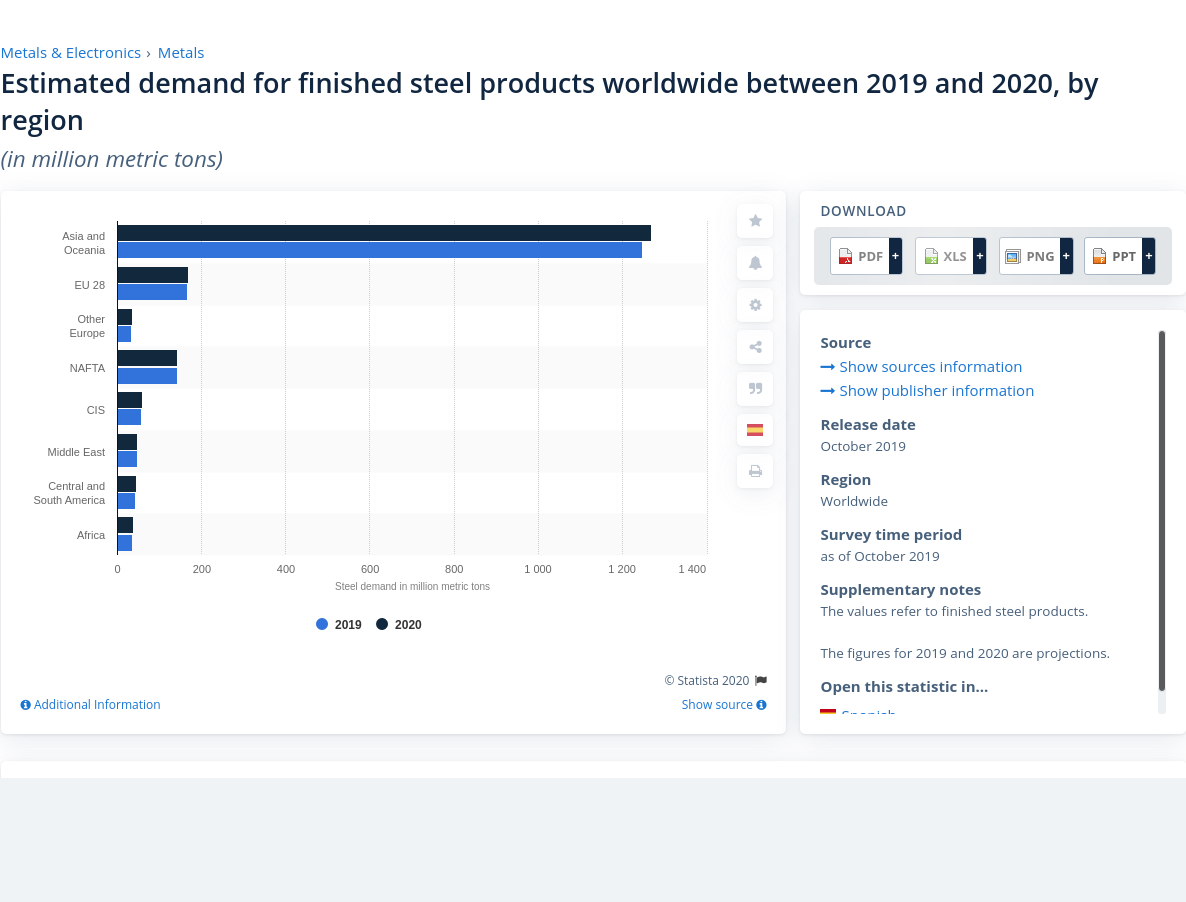 Metals & Electronics › Metals
Estimated demand for finished steel products worldwide between 2019 and 2020, by
region
(in million metric tons)
Asia and
Oceania
EU 28
Other
Europe
NAFTA
CIS
Middle East
Central and
South America
Africa
0 200 400 600 800 1 000 1 200 1 400
Steel demand in million metric tons
2019 2020
© Statista 2020
Additional Information
Show source
DOWNLOAD
PDF + XLS + PNG + PPT +
Source
Show sources information
Show publisher information
Release date
October 2019
Region
Worldwide
Survey time period
as of October 2019
Supplementary notes
The values refer to finished steel products.
The figures for 2019 and 2020 are projections.
Open this statistic in...
Spanish